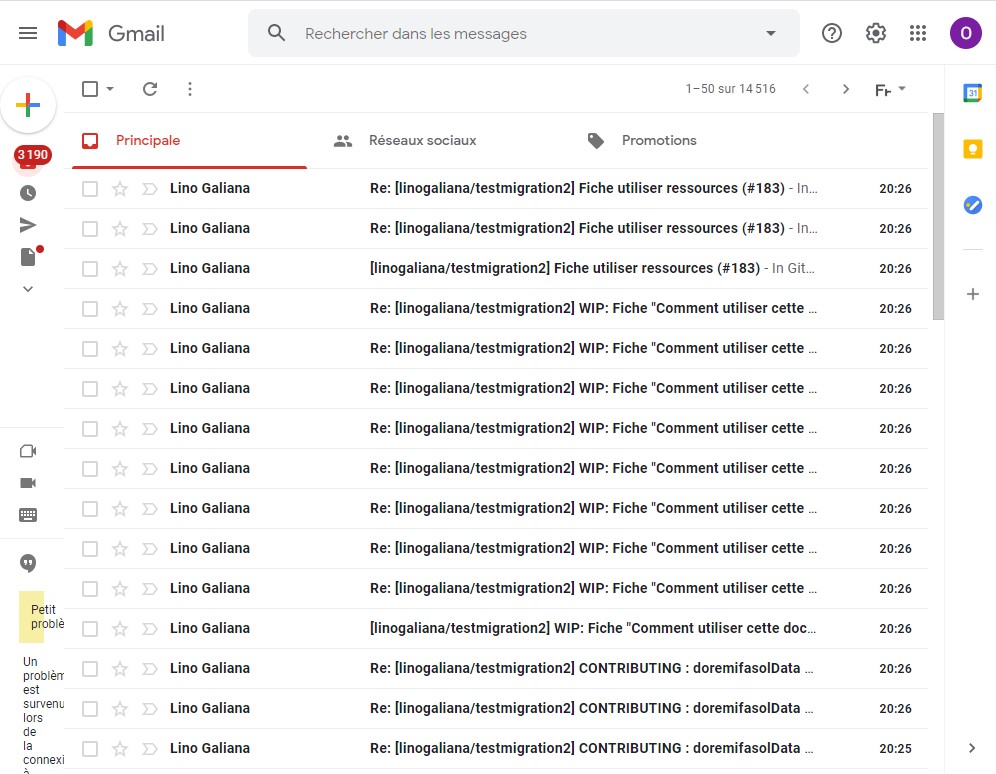 Gmail
Rechercher dans les messages
O
1–50 sur 14 516
Fr
31
Principale
Réseaux sociaux
Promotions
3 190
Lino Galiana Re: [linogaliana/testmigration2] Fiche utiliser ressources (#183) - In… 20:26
Lino Galiana Re: [linogaliana/testmigration2] Fiche utiliser ressources (#183) - In… 20:26
Lino Galiana [linogaliana/testmigration2] Fiche utiliser ressources (#183) - In Git… 20:26
Lino Galiana Re: [linogaliana/testmigration2] WIP: Fiche "Comment utiliser cette … 20:26
Lino Galiana Re: [linogaliana/testmigration2] WIP: Fiche "Comment utiliser cette … 20:26
Lino Galiana Re: [linogaliana/testmigration2] WIP: Fiche "Comment utiliser cette … 20:26
Lino Galiana Re: [linogaliana/testmigration2] WIP: Fiche "Comment utiliser cette … 20:26
Lino Galiana Re: [linogaliana/testmigration2] WIP: Fiche "Comment utiliser cette … 20:26
Lino Galiana Re: [linogaliana/testmigration2] WIP: Fiche "Comment utiliser cette … 20:26
Lino Galiana Re: [linogaliana/testmigration2] WIP: Fiche "Comment utiliser cette … 20:26
Lino Galiana Re: [linogaliana/testmigration2] WIP: Fiche "Comment utiliser cette … 20:26
Lino Galiana [linogaliana/testmigration2] WIP: Fiche "Comment utiliser cette doc… 20:26
Lino Galiana Re: [linogaliana/testmigration2] CONTRIBUTING : doremifasolData … 20:26
Lino Galiana Re: [linogaliana/testmigration2] CONTRIBUTING : doremifasolData … 20:26
Lino Galiana Re: [linogaliana/testmigration2] CONTRIBUTING : doremifasolData … 20:25
Petit
problè
Un
problèm
est
survenu
lors
de
la
connexi
à